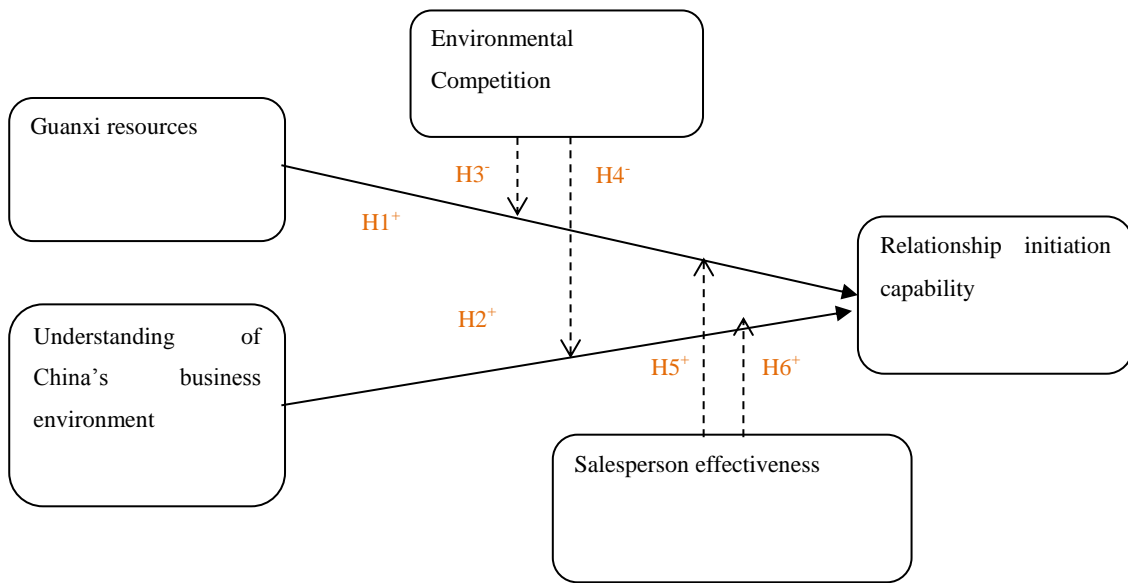 Environmental
Competition
Guanxi resources
H3⁻
H4⁻
H1⁺
Relationship initiation
capability
Understanding of
China’s business
environment
H2⁺
H5⁺
H6⁺
Salesperson effectiveness